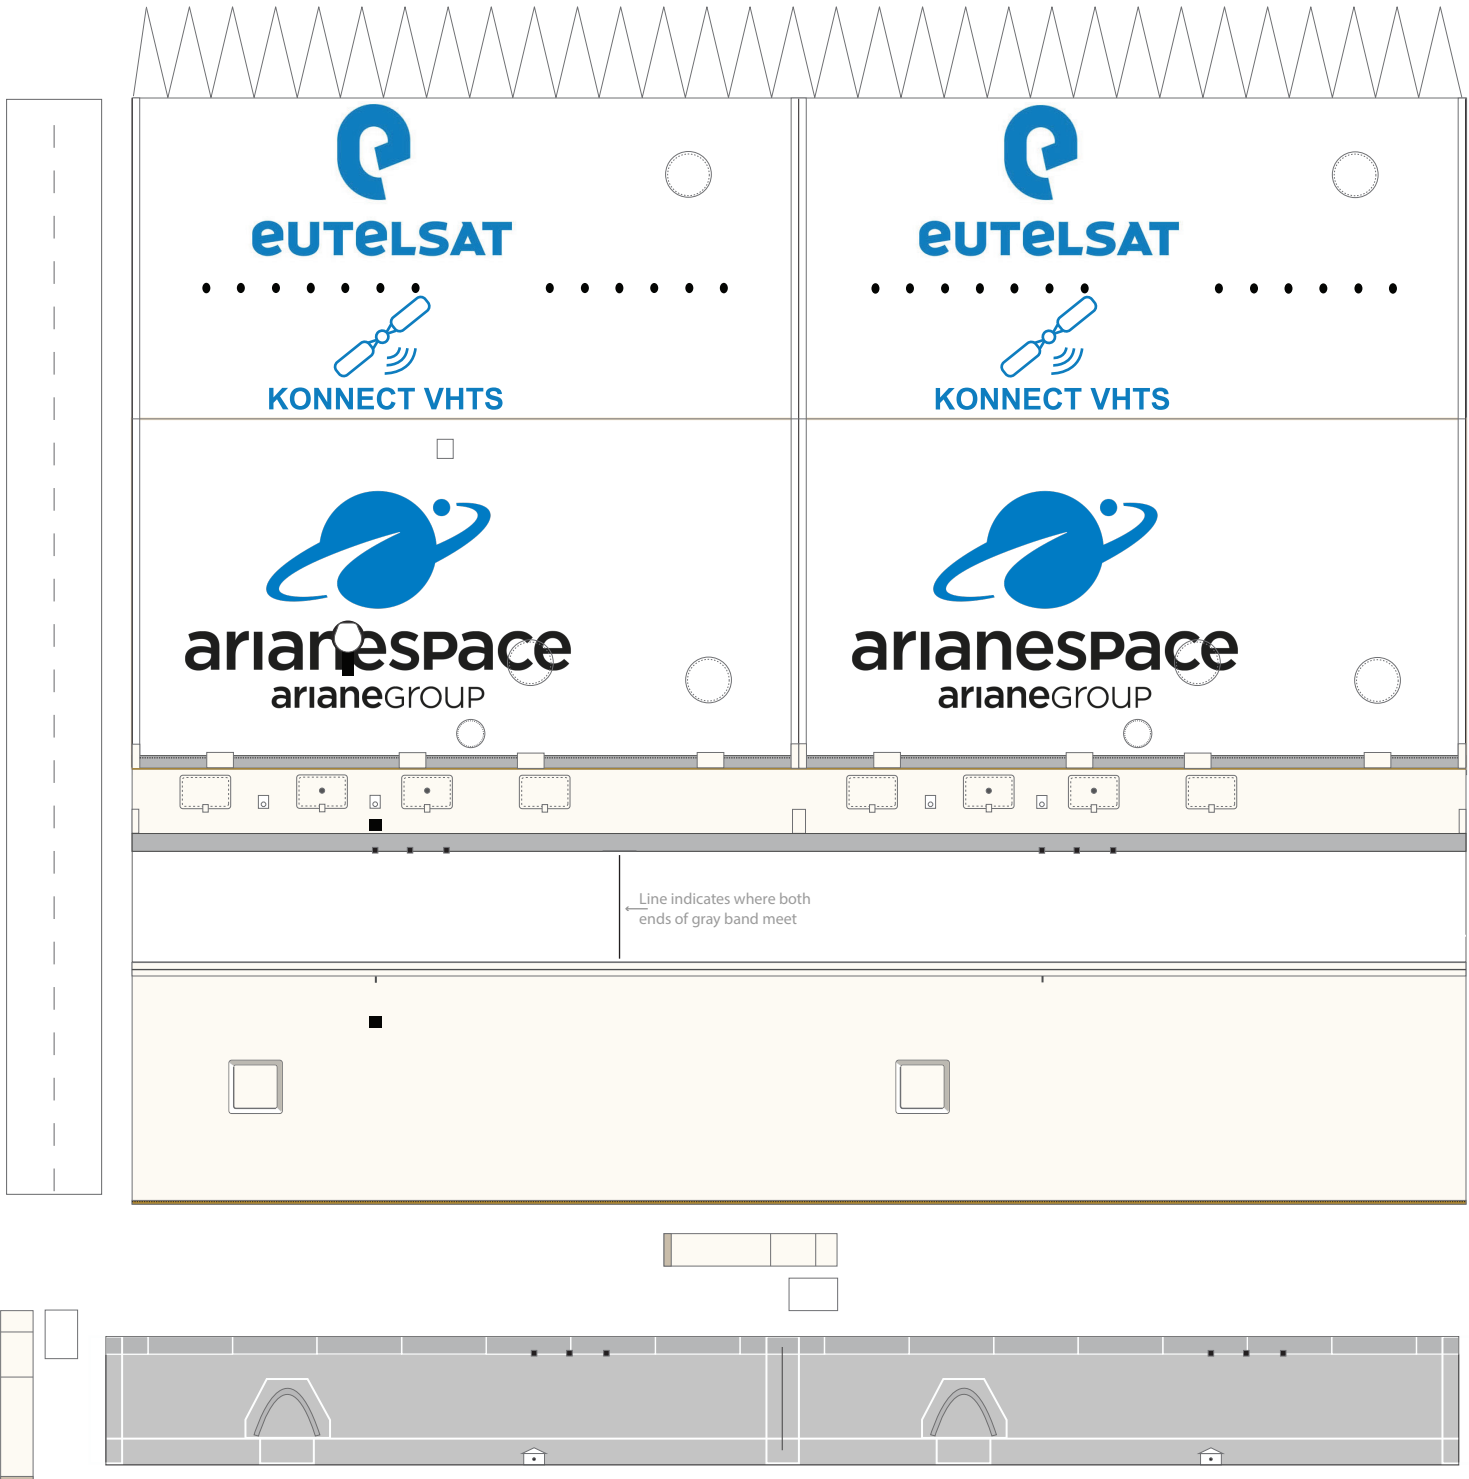 eUTeLSAT
eUTeLSAT
KONNECT VHTS
KONNECT VHTS
arianespace
arianespace
arianeGROUP
arianeGROUP
Line indicates where both
ends of gray band meet